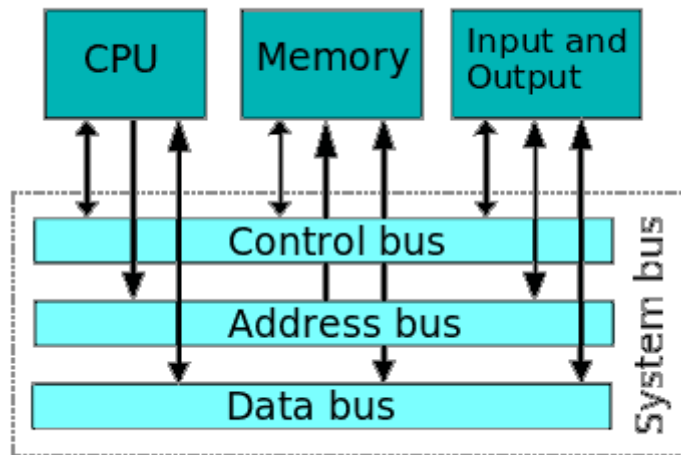 CPU
Memory
Input and
Output
Control bus
Address bus
Data bus
System bus